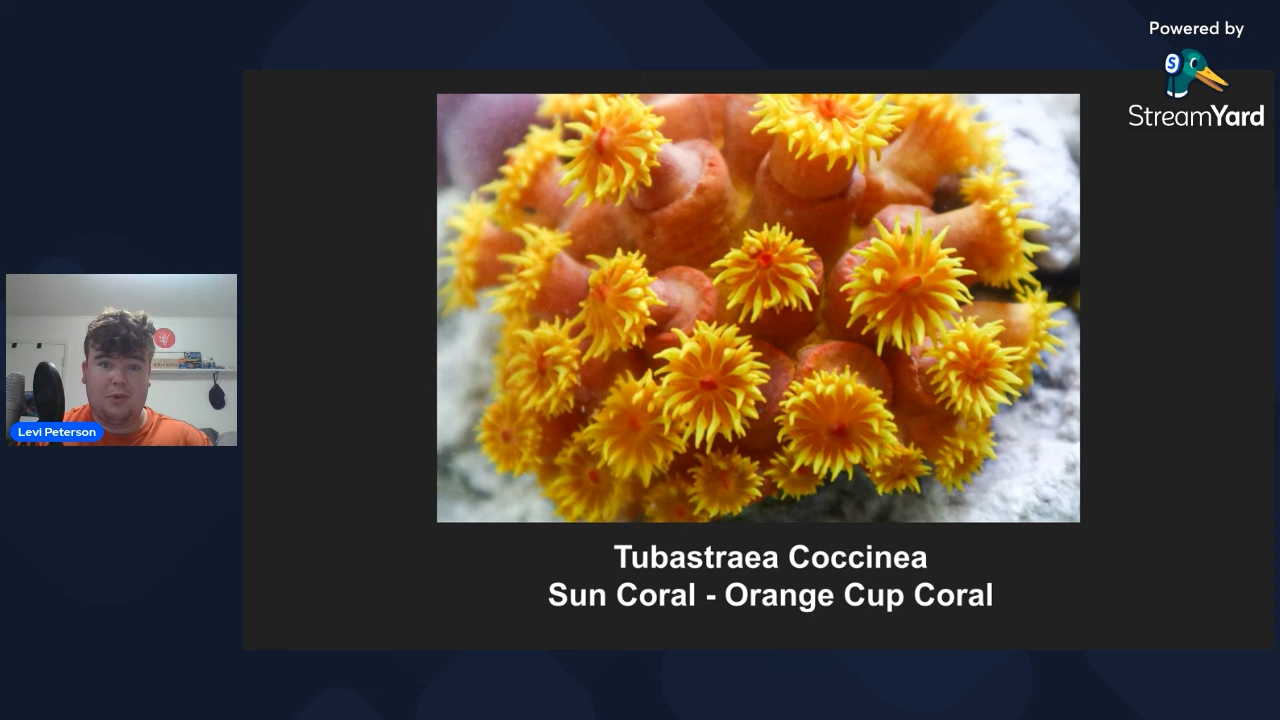 Powered by
StreamYard
Levi Peterson
Tubastraea Coccinea
Sun Coral - Orange Cup Coral